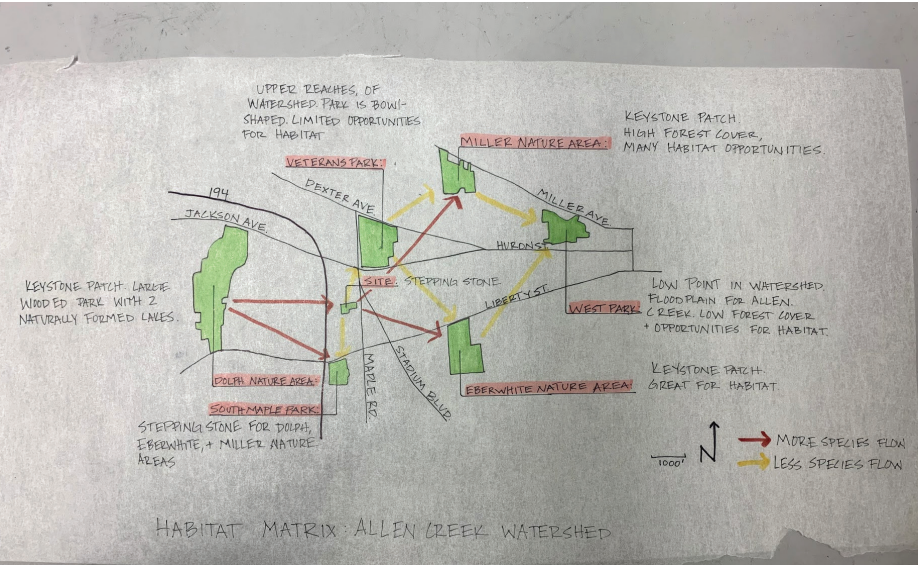 UPPER REACHES, OF
WATERSHED. PARK IS BOWL-
SHAPED. LIMITED OPPORTUNITIES
FOR HABITAT
KEYSTONE PATCH.
HIGH FOREST COVER,
MANY HABITAT OPPORTUNITIES.
MILLER NATURE AREA:
VETERANS PARK:
DEXTER AVE.
MILLER AVE.
194
JACKSON AVE.
HURON ST.
SITE: STEPPING STONE.
KEYSTONE PATCH. LARGE
WOODED PARK WITH 2
NATURALLY FORMED LAKES.
LIBERTY ST.
WEST PARK:
LOW POINT IN WATERSHED.
FLOODPLAIN FOR ALLEN.
CREEK. LOW FOREST COVER
+ OPPORTUNITIES FOR HABITAT.
MAPLE RD.
STADIUM BLVD
DOLPH NATURE AREA:
SOUTH MAPLE PARK:
EBERWHITE NATURE AREA:
KEYSTONE PATCH.
GREAT FOR HABITAT
STEPPING STONE FOR DOLPH,
EBERWHITE, + MILLER NATURE
AREAS
1000'
N
MORE SPECIES FLOW
LESS SPECIES FLOW
HABITAT MATRIX: ALLEN CREEK WATERSHED